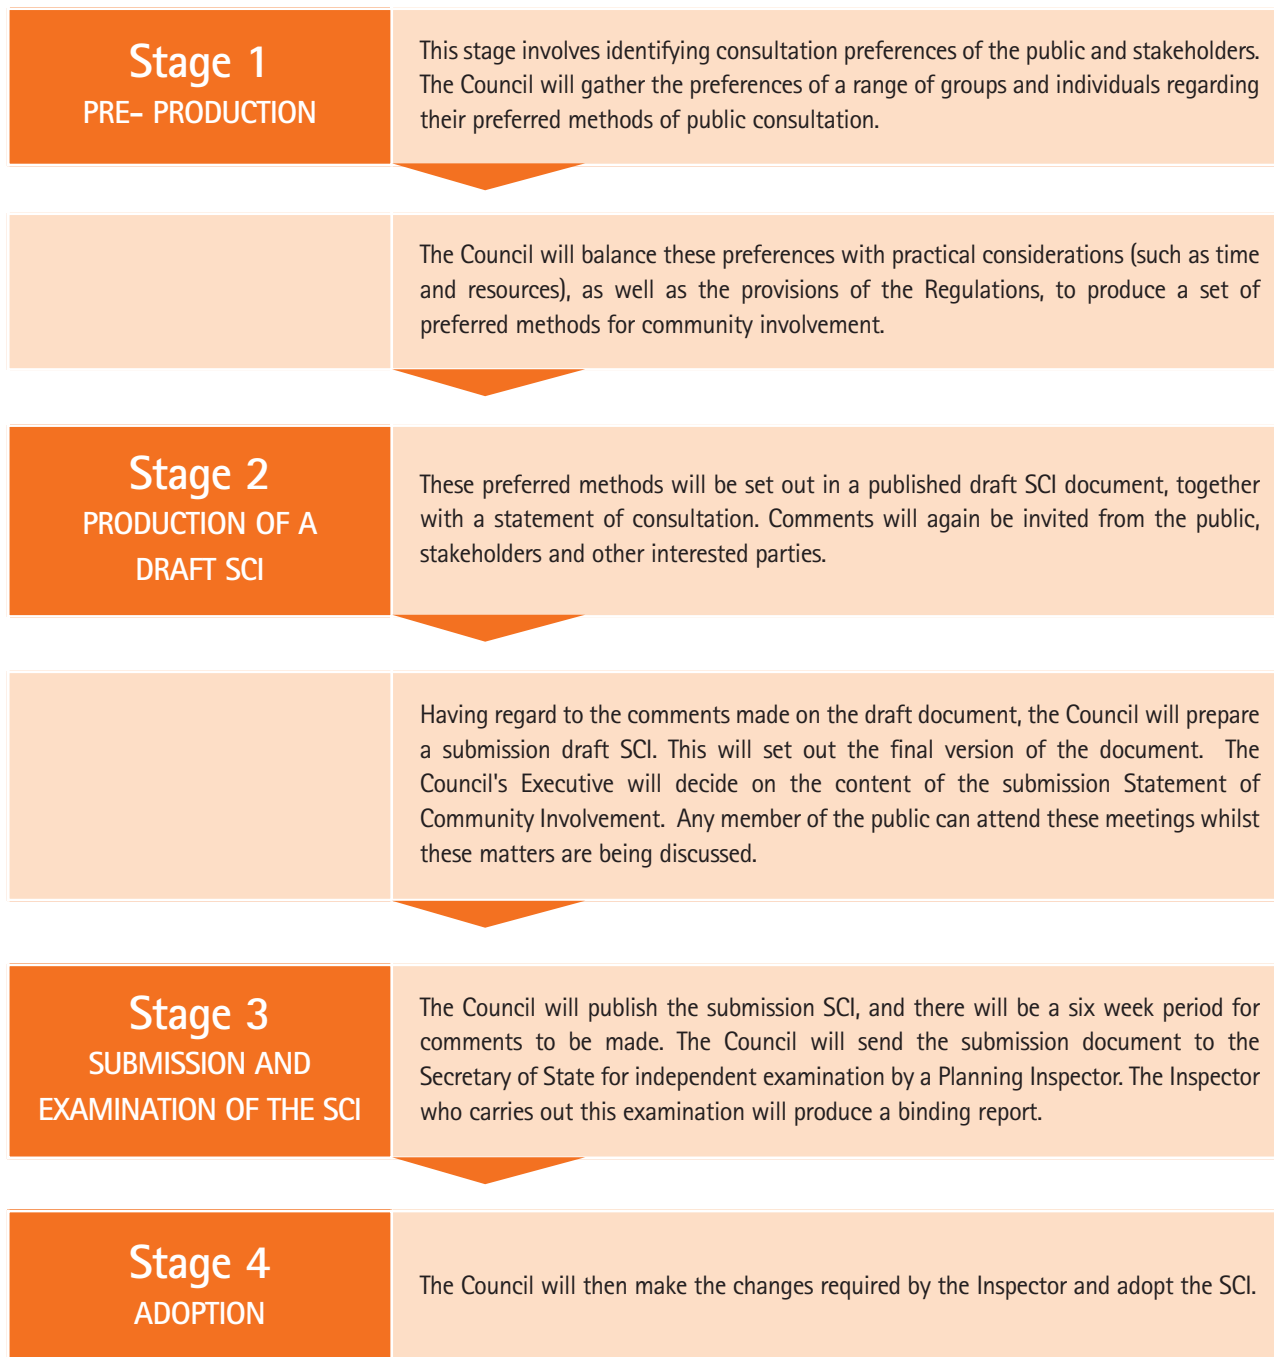 Stage 1
PRE- PRODUCTION
This stage involves identifying consultation preferences of the public and stakeholders.
The Council will gather the preferences of a range of groups and individuals regarding
their preferred methods of public consultation.
The Council will balance these preferences with practical considerations (such as time
and resources), as well as the provisions of the Regulations, to produce a set of
preferred methods for community involvement.
Stage 2
PRODUCTION OF A
DRAFT SCI
These preferred methods will be set out in a published draft SCI document, together
with a statement of consultation. Comments will again be invited from the public,
stakeholders and other interested parties.
Having regard to the comments made on the draft document, the Council will prepare
a submission draft SCI. This will set out the final version of the document. The
Council's Executive will decide on the content of the submission Statement of
Community Involvement. Any member of the public can attend these meetings whilst
these matters are being discussed.
Stage 3
SUBMISSION AND
EXAMINATION OF THE SCI
The Council will publish the submission SCI, and there will be a six week period for
comments to be made. The Council will send the submission document to the
Secretary of State for independent examination by a Planning Inspector. The Inspector
who carries out this examination will produce a binding report.
Stage 4
ADOPTION
The Council will then make the changes required by the Inspector and adopt the SCI.